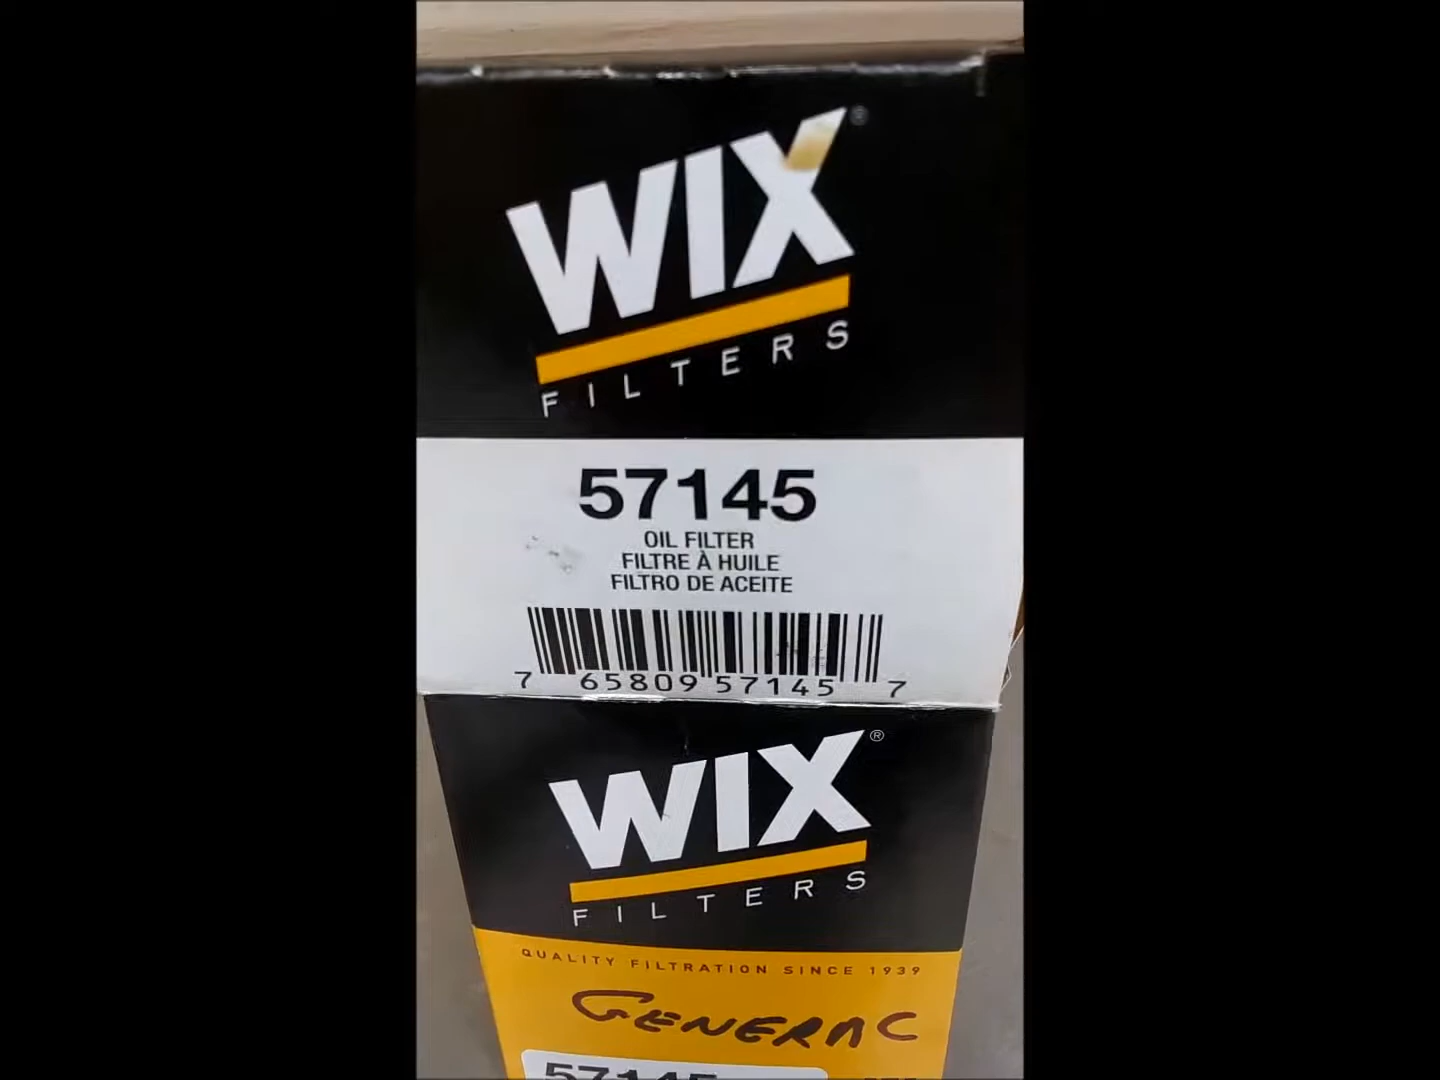 WIX®
FILTERS
57145
OIL FILTER
FILTRE À HUILE
FILTRO DE ACEITE
7 65809 57145 7
WIX®
FILTERS
QUALITY FILTRATION SINCE 1939
GENERAC
57145